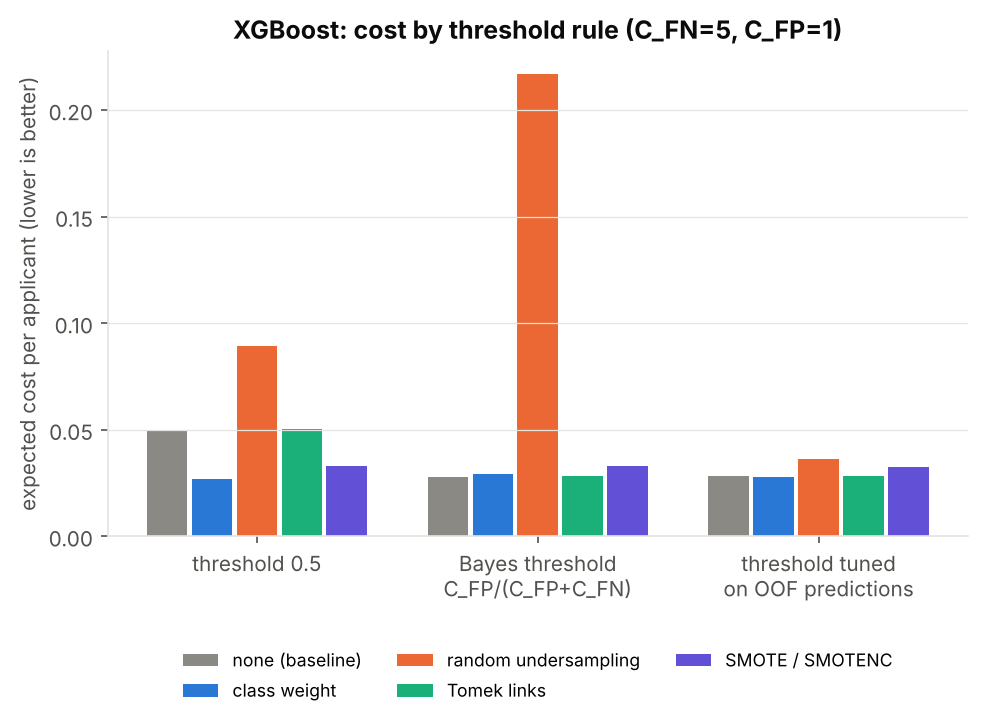 XGBoost: cost by threshold rule (C_FN=5, C_FP=1)
expected cost per applicant (lower is better)
0.20
0.15
0.10
0.05
0.00
threshold 0.5
Bayes threshold
C_FP/(C_FP+C_FN)
threshold tuned
on OOF predictions
none (baseline)
random undersampling
SMOTE / SMOTENC
class weight
Tomek links